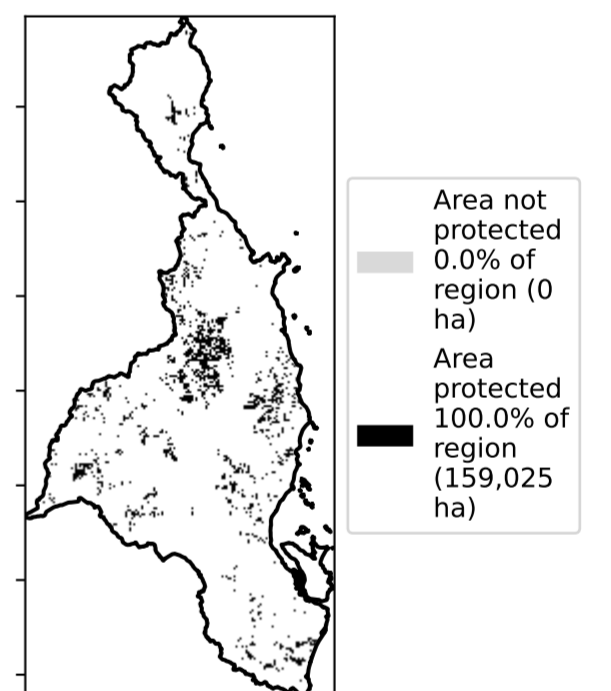 Area not
protected
0.0% of
region (0
ha)
Area
protected
100.0% of
region
(159,025
ha)